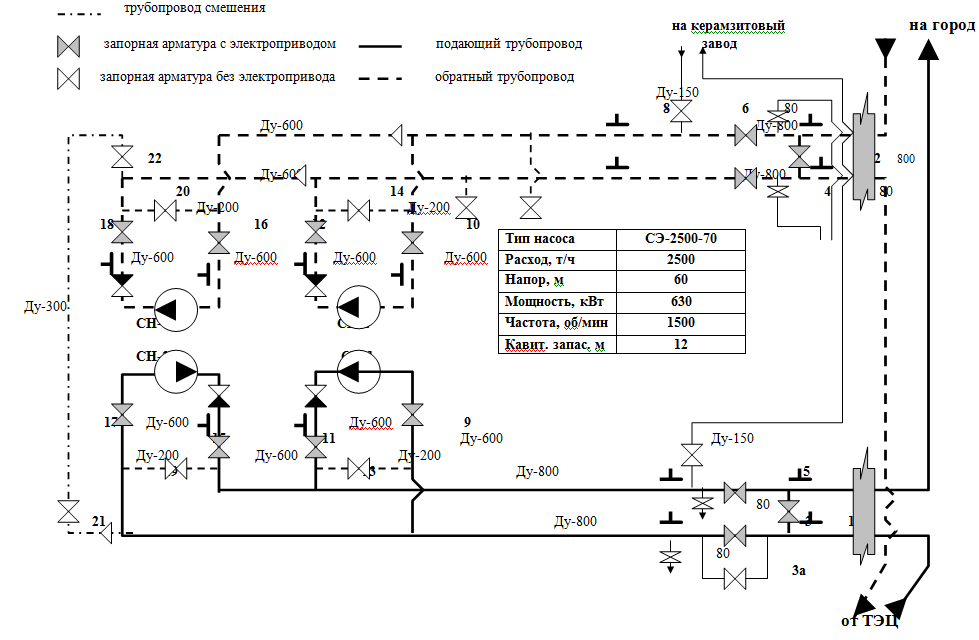 трубопровод смешения
на город
на керамзитовый
завод
запорная арматура с электроприводом
подающий трубопровод
запорная арматура без электропривода
обратный трубопровод
Ду-150
8
6
80
Ду-600
Ду-800
22
2
800
Ду-800
20
14
4
80
Ду-200
Ду-200
18
16
10
Тип насоса СЭ-2500-70
Расход, т/ч 2500
Напор, м 60
Мощность, кВт 630
Частота, об/мин 1500
Кавит. запас, м 12
Ду-600
Ду-600
Ду-600
Ду-600
Ду-300
СН-
СН-
17
Ду-600
Ду-600
9
11
Ду-600
Ду-150
Ду-200
Ду-600
Ду-200
Ду-800
5
80
21
Ду-800
1
80
3а
от ТЭЦ